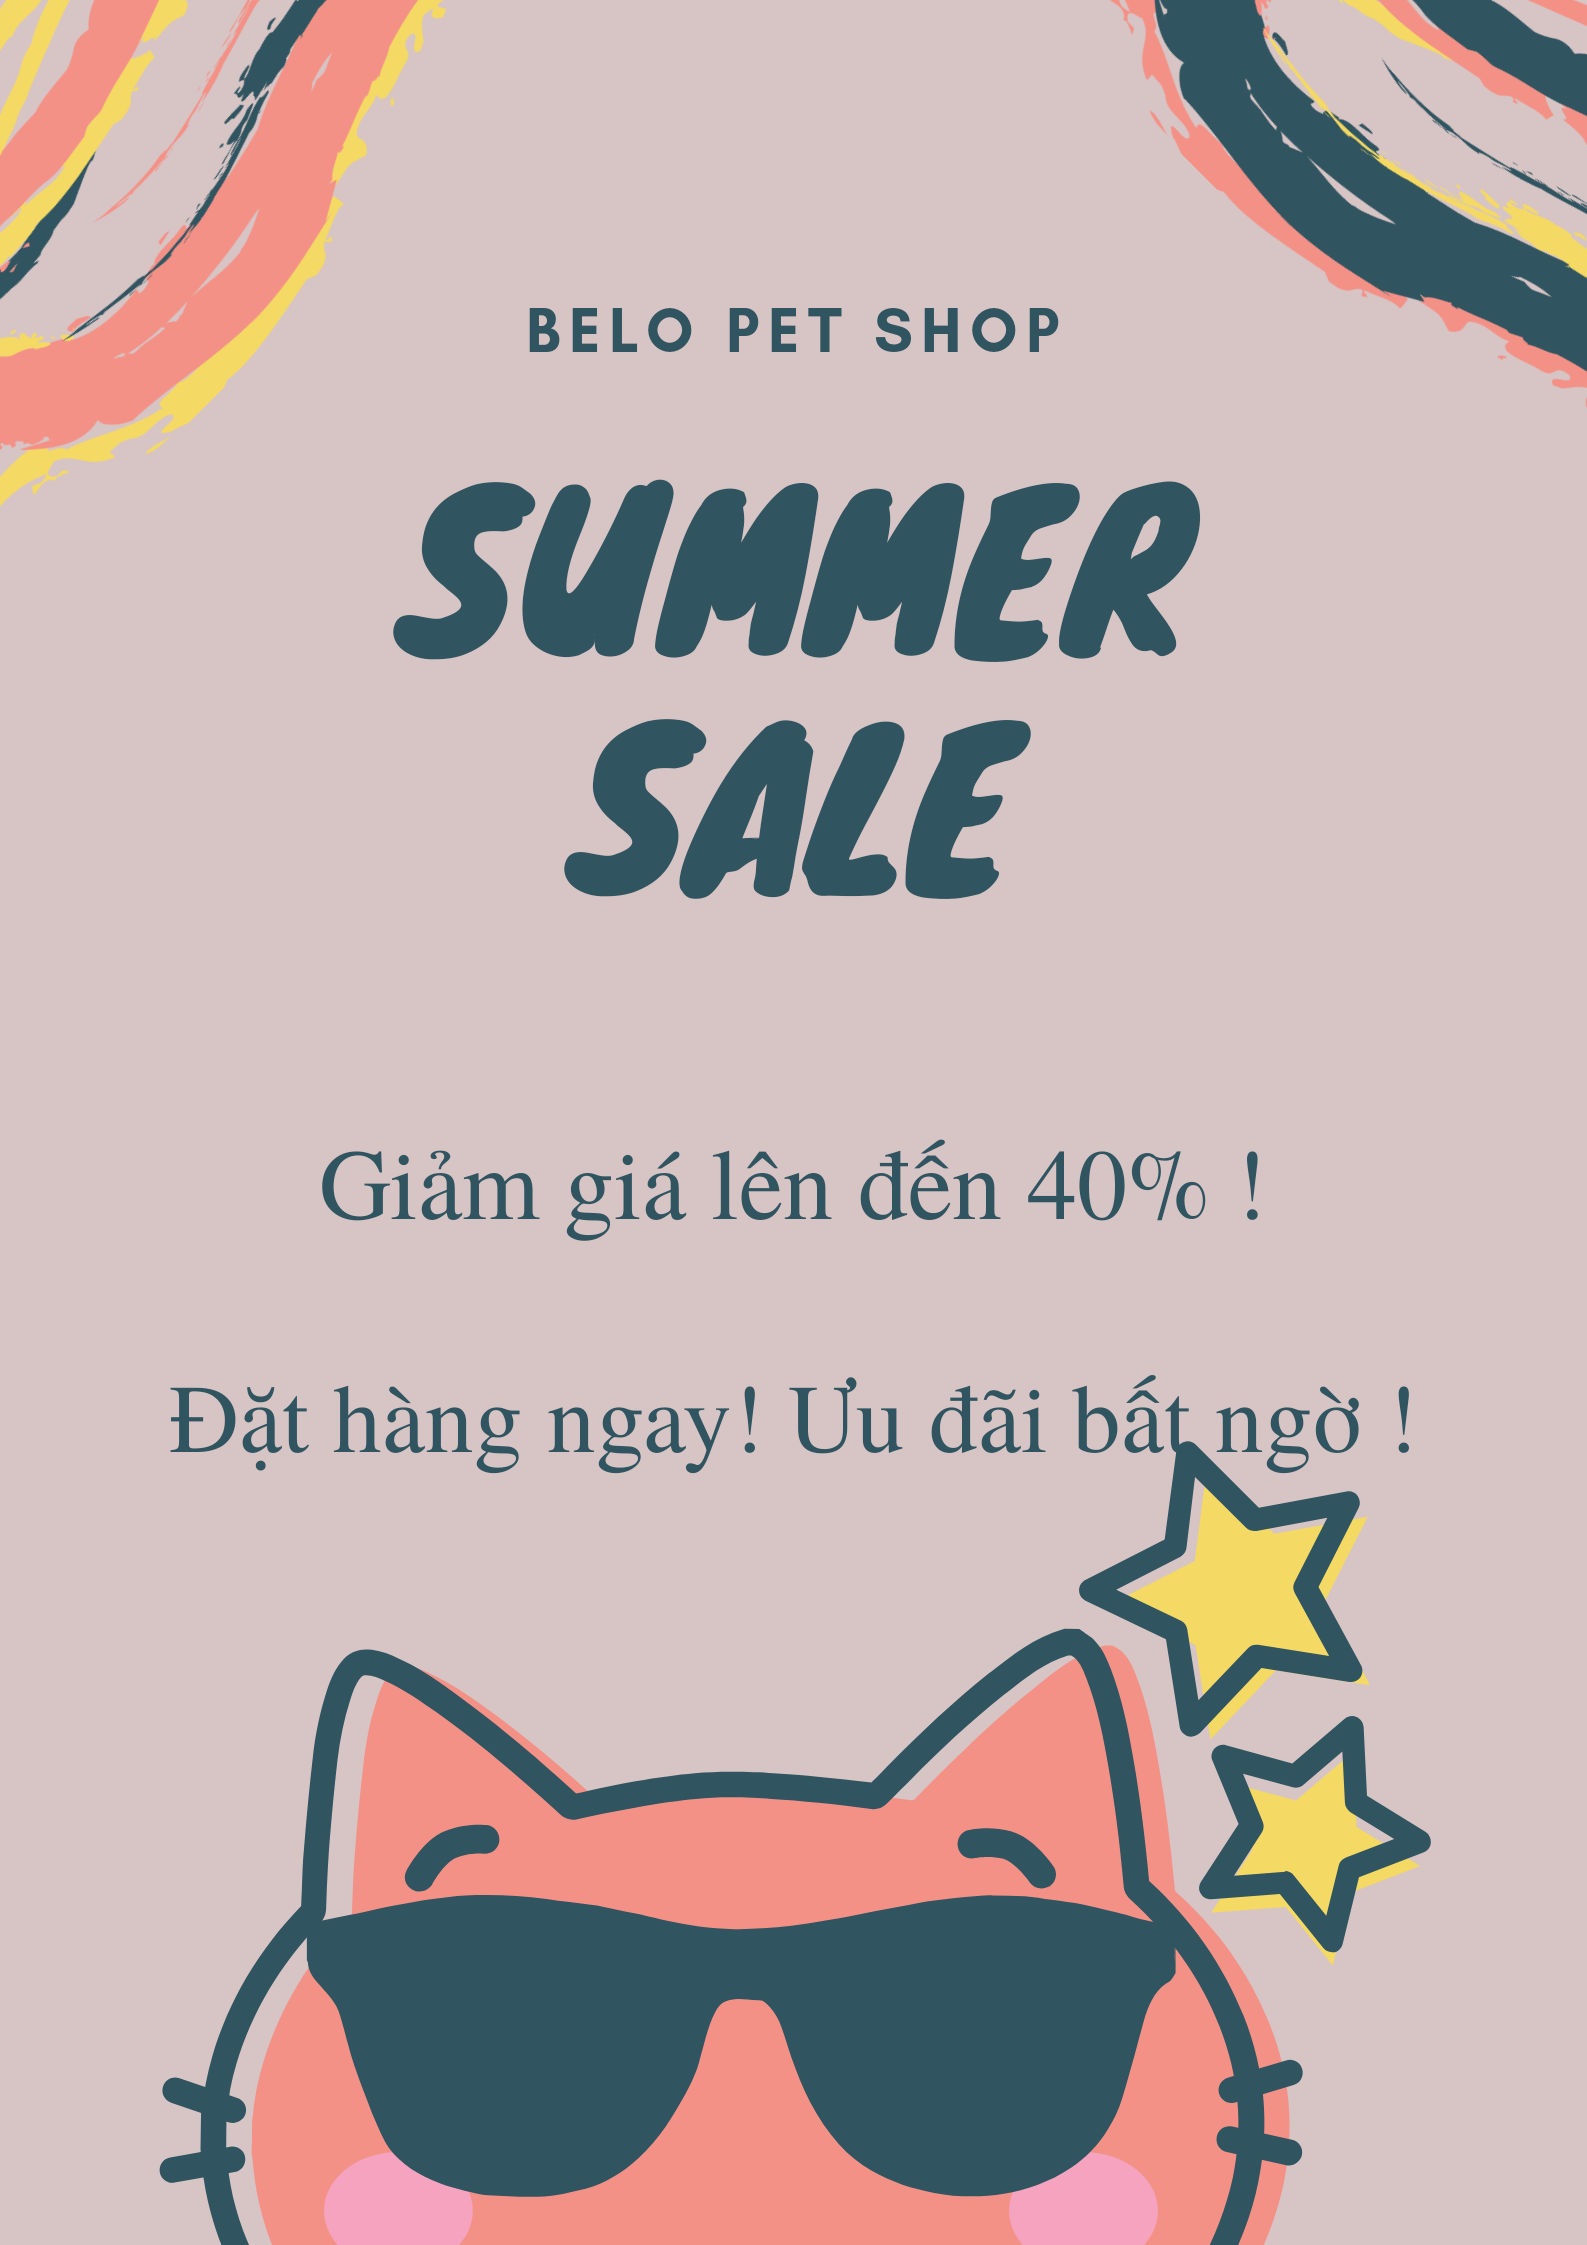 BELO PET SHOP
SUMMER
SALE
Giảm giá lên đến 40% !
Đặt hàng ngay! Ưu đãi bất ngờ !